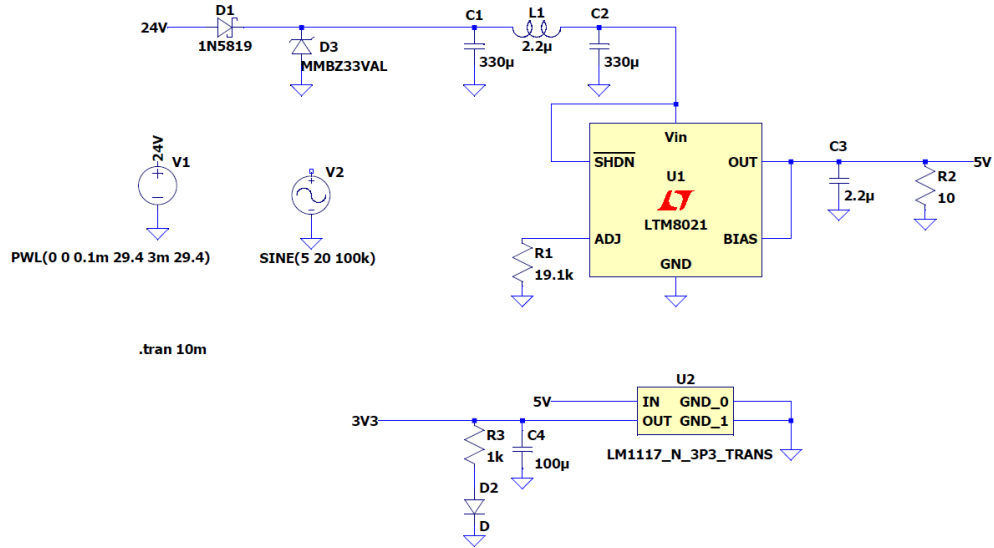 D1
24V
1N5819
D3
MMBZ33VAL
C1
330µ
L1
2.2µ
C2
330µ
24V
V1
PWL(0 0 0.1m 29.4 3m 29.4)
V2
SINE(5 20 100k)
Vin
SHDN
OUT
U1
LTM8021
ADJ
BIAS
GND
R1
19.1k
C3
2.2µ
5V
R2
10
.tran 10m
U2
5V
IN
GND_0
3V3
OUT
GND_1
LM1117_N_3P3_TRANS
R3
1k
C4
100µ
D2
D